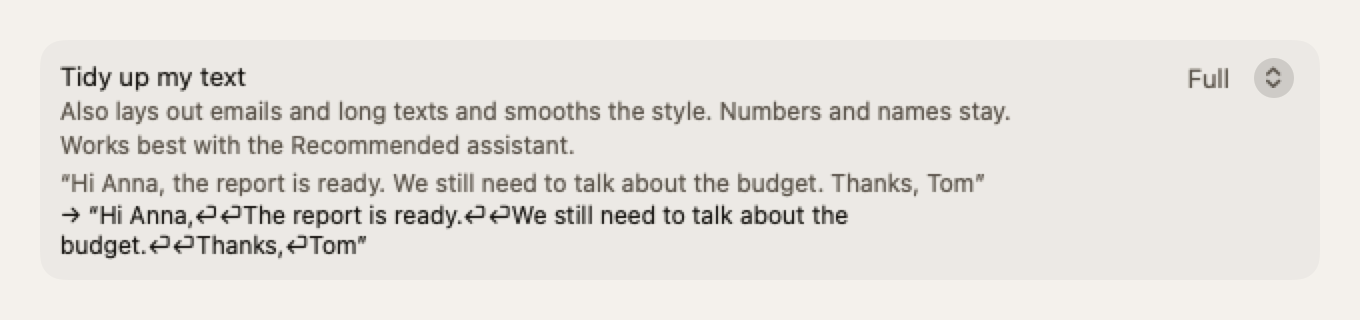 Tidy up my text
Full
Also lays out emails and long texts and smooths the style. Numbers and names stay.
Works best with the Recommended assistant.
“Hi Anna, the report is ready. We still need to talk about the budget. Thanks, Tom”
→ “Hi Anna,⏎⏎The report is ready.⏎⏎We still need to talk about the
budget.⏎⏎Thanks,⏎Tom”